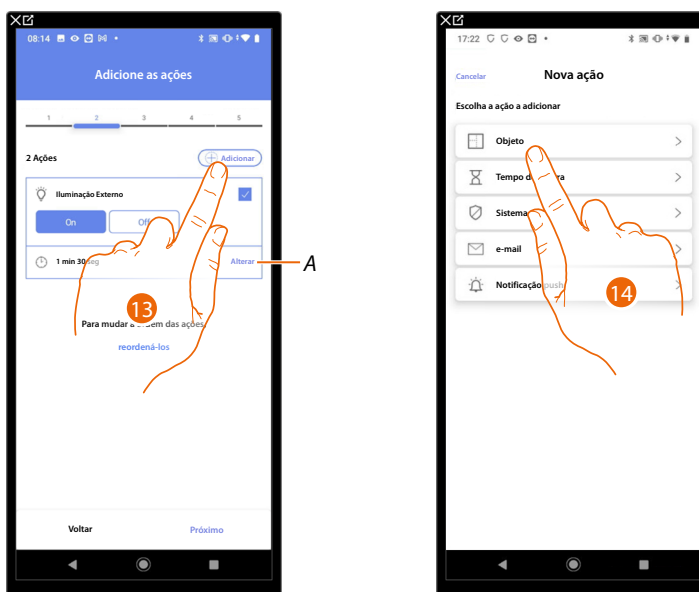 08:14
Adicione as ações
1 2 3 4 5
2 Ações
Adicionar
Iluminação Externo
On Off
1 min 30 seg
Alterar
A
13
Para mudar a ordem das ações,
reordená-los
Voltar
Próximo
17:22
Cancelar
Nova ação
Escolha a ação a adicionar
Objeto
Tempo d
Sistema
e-mail
Notificação push
14